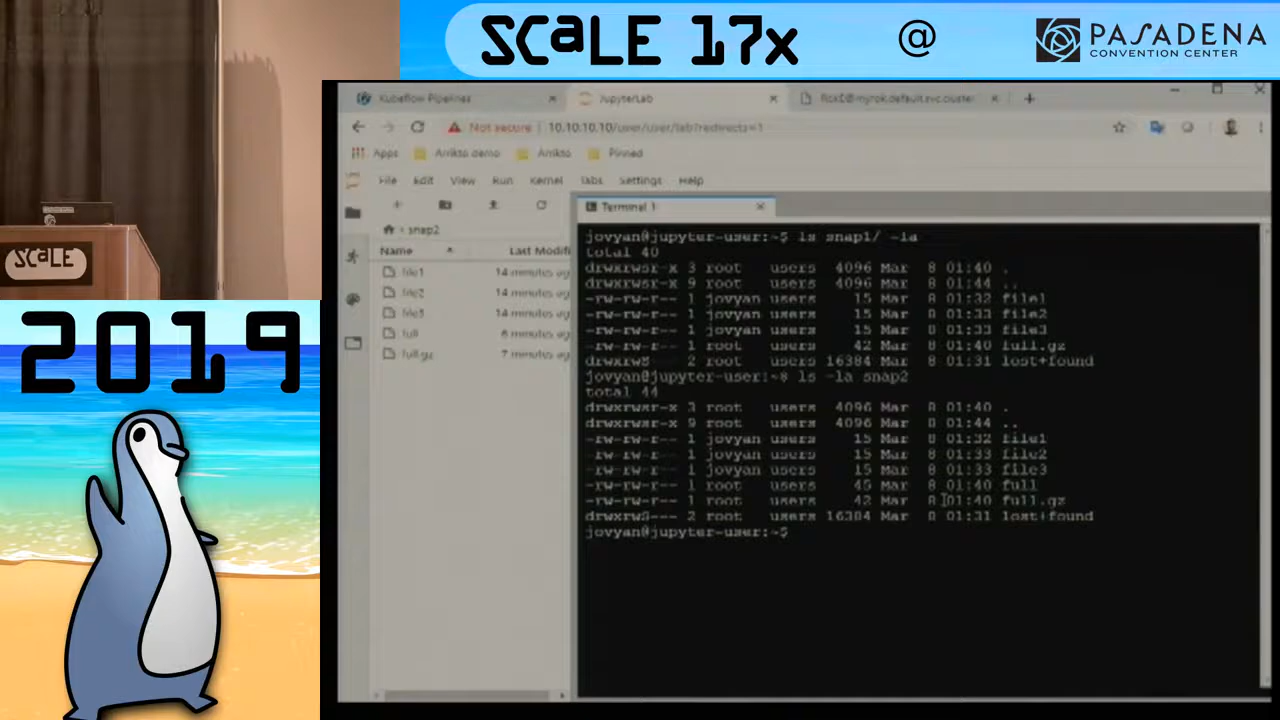 SCALE 17x @ PASADENA
CONVENTION CENTER
SCALE
2019
Kubeflow Pipelines
JupyterLab
Not secure 10.10.10.10/user/user/lab?redirects=1
Apps Arrikto demo Arrikto Pinned
File Edit View Run Kernel Tabs Settings Help
snap2
Name Last Modifi
file1 14 minutes ag
file2 14 minutes ag
file3 14 minutes ag
full 6 minutes ag
full.gz 7 minutes ag
Terminal 1
jovyan@jupyter-user:~$ ls snap1/ -la
total 40
drwxrwsr-x 3 root users 4096 Mar 8 01:40 .
drwxrwsr-x 9 root users 4096 Mar 8 01:44 ..
-rw-rw-r-- 1 jovyan users 15 Mar 8 01:32 file1
-rw-rw-r-- 1 jovyan users 15 Mar 8 01:33 file2
-rw-rw-r-- 1 jovyan users 15 Mar 8 01:33 file3
-rw-rw-r-- 1 root users 42 Mar 8 01:40 full.gz
drwxrwS--- 2 root users 16384 Mar 8 01:31 lost+found
jovyan@jupyter-user:~$ ls -la snap2
total 44
drwxrwsr-x 3 root users 4096 Mar 8 01:40 .
drwxrwsr-x 9 root users 4096 Mar 8 01:44 ..
-rw-rw-r-- 1 jovyan users 15 Mar 8 01:32 file1
-rw-rw-r-- 1 jovyan users 15 Mar 8 01:33 file2
-rw-rw-r-- 1 jovyan users 15 Mar 8 01:33 file3
-rw-rw-r-- 1 root users 45 Mar 8 01:40 full
-rw-rw-r-- 1 root users 42 Mar 8 01:40 full.gz
drwxrwS--- 2 root users 16384 Mar 8 01:31 lost+found
jovyan@jupyter-user:~$